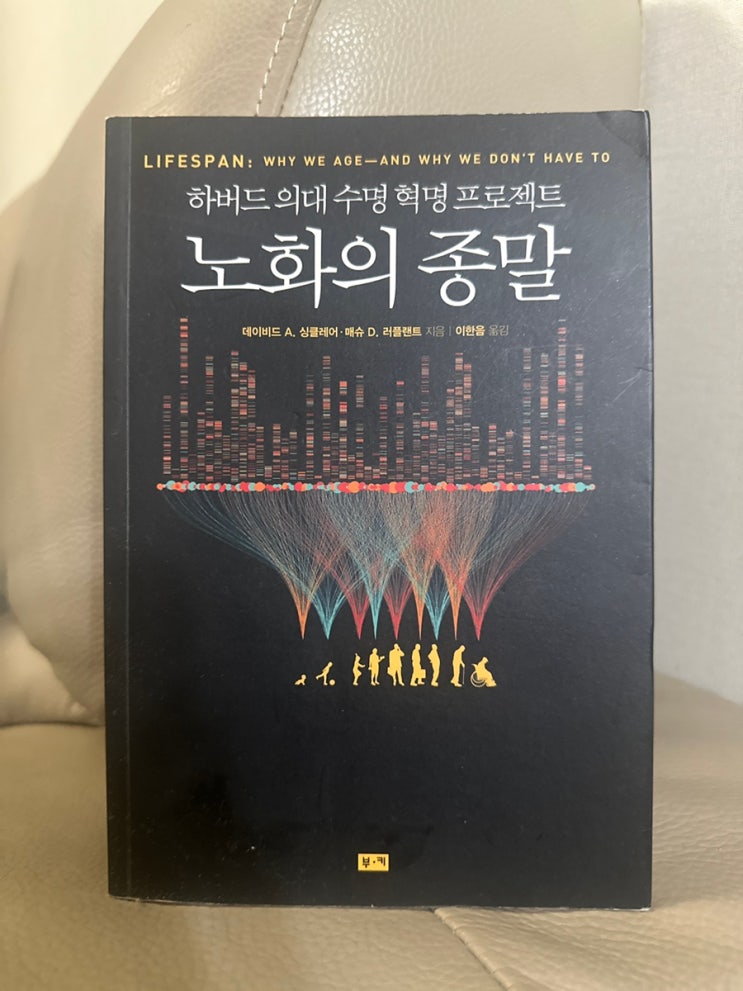 LIFESPAN: WHY WE AGE—AND WHY WE DON'T HAVE TO
하버드 의대 수명 혁명 프로젝트
노화의 종말
데이비드 A. 싱클레어·매슈 D. 러플랜트 지음 | 이한음 옮김
부·키